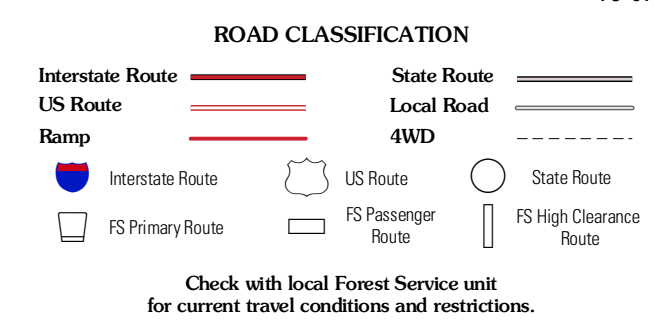 ROAD CLASSIFICATION
Interstate Route
State Route
US Route
Local Road
Ramp
4WD
Interstate Route
US Route
State Route
FS Primary Route
FS Passenger
Route
FS High Clearance
Route
Check with local Forest Service unit
for current travel conditions and restrictions.